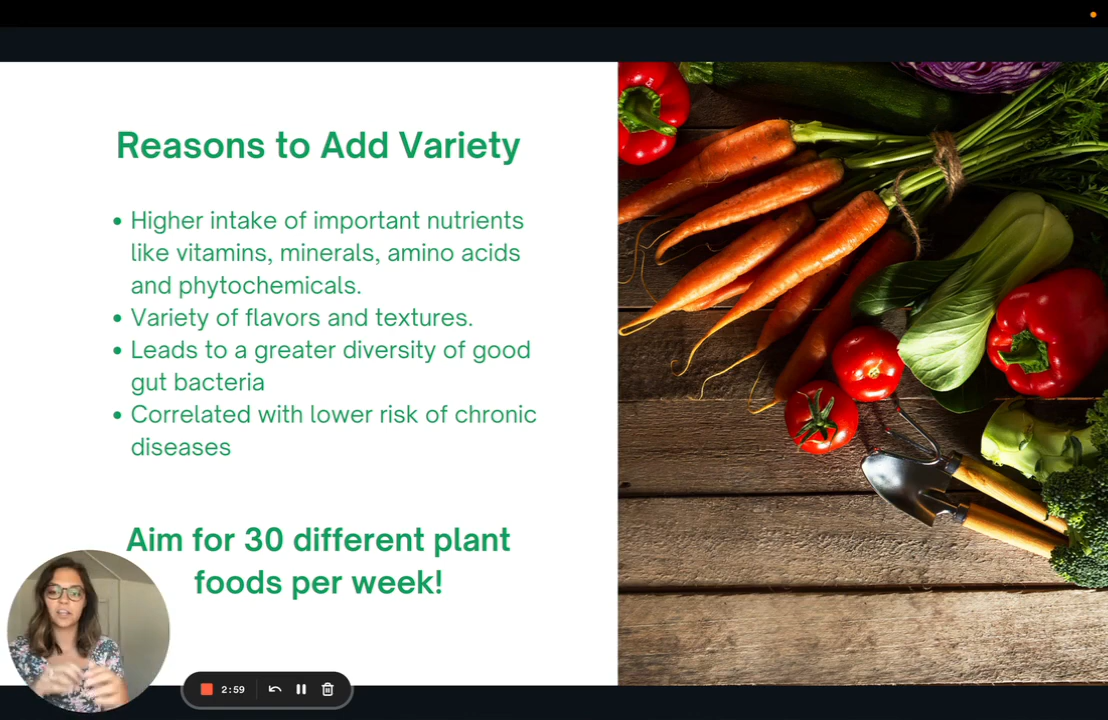 Reasons to Add Variety
• Higher intake of important nutrients
like vitamins, minerals, amino acids
and phytochemicals.
• Variety of flavors and textures.
• Leads to a greater diversity of good
gut bacteria
• Correlated with lower risk of chronic
diseases
Aim for 30 different plant
foods per week!
2:59